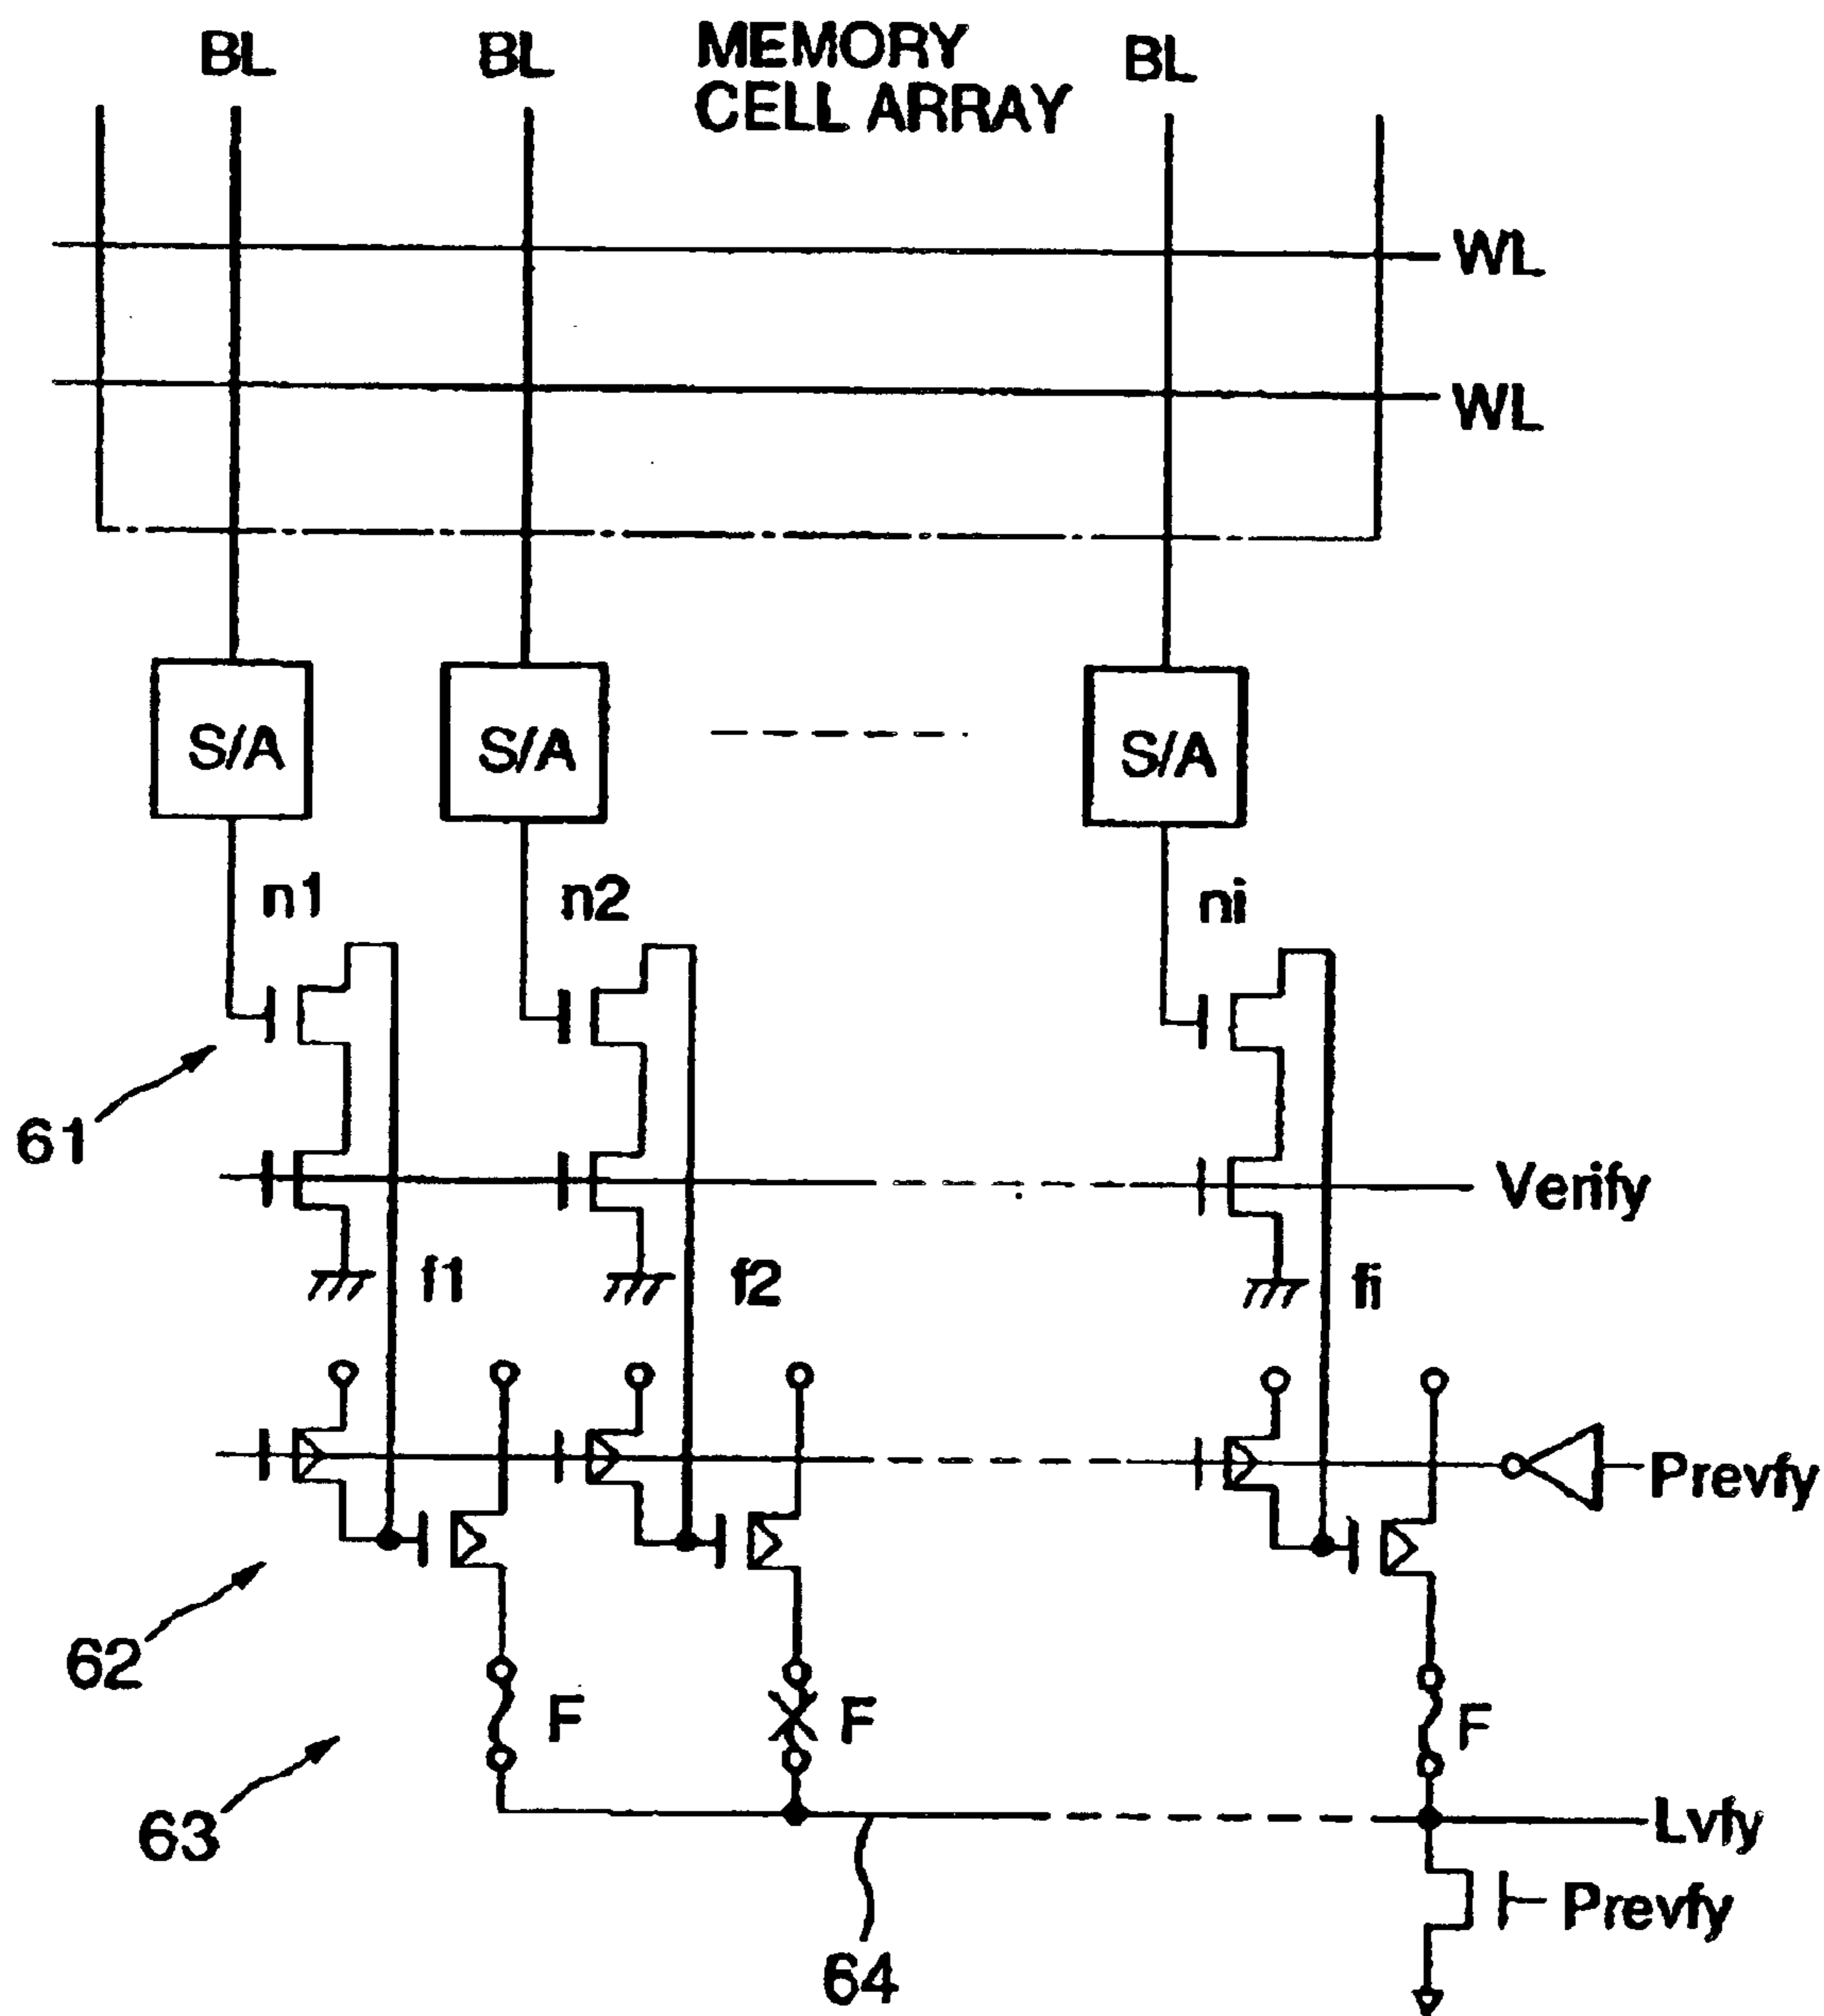 BL BL MEMORY CELL ARRAY BL
WL
WL
S/A S/A S/A
n1 n2 ni
61
Verify
f1 f2 fi
Prevfy
62
F F F
63
Lvfy
Prevfy
64